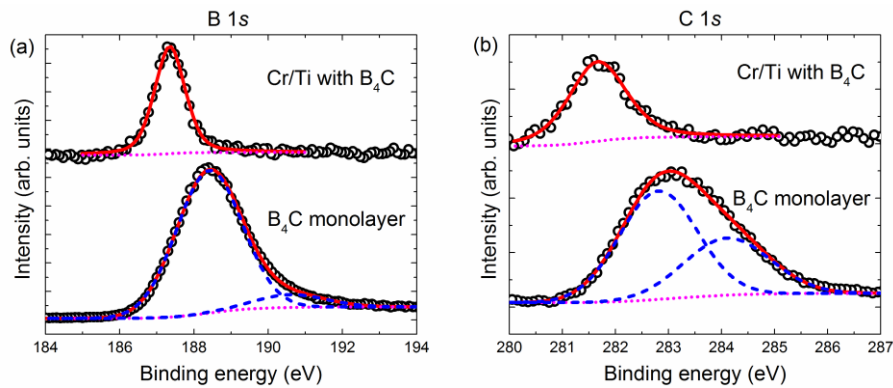 B 1s
C 1s
(a)
Cr/Ti with B₄C
B₄C monolayer
Intensity (arb. units)
184 186 188 190 192 194
Binding energy (eV)
(b)
Cr/Ti with B₄C
B₄C monolayer
Intensity (arb. units)
280 281 282 283 284 285 286 287
Binding energy (eV)